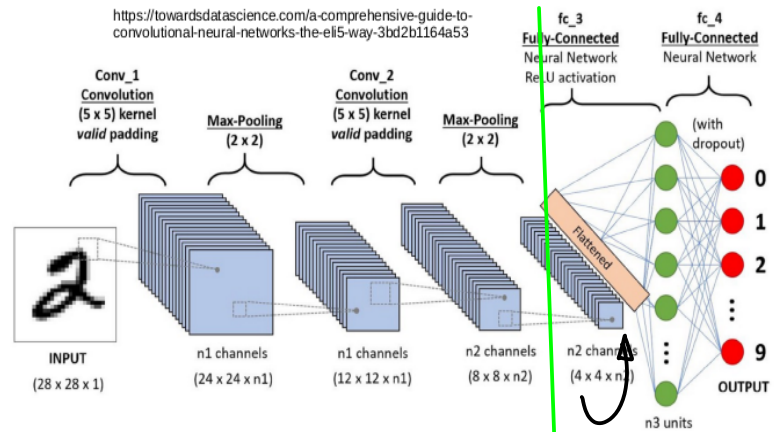 https://towardsdatascience.com/a-comprehensive-guide-to-
convolutional-neural-networks-the-eli5-way-3bd2b1164a53
fc_3
Fully-Connected
Neural Network
ReLU activation
fc_4
Fully-Connected
Neural Network
Conv_1
Convolution
(5 x 5) kernel
valid padding
Max-Pooling
(2 x 2)
Conv_2
Convolution
(5 x 5) kernel
valid padding
Max-Pooling
(2 x 2)
(with
dropout)
Flattened
0
1
2
9
INPUT
(28 x 28 x 1)
n1 channels
(24 x 24 x n1)
n1 channels
(12 x 12 x n1)
n2 channels
(8 x 8 x n2)
n2 channels
(4 x 4 x n2)
OUTPUT
n3 units